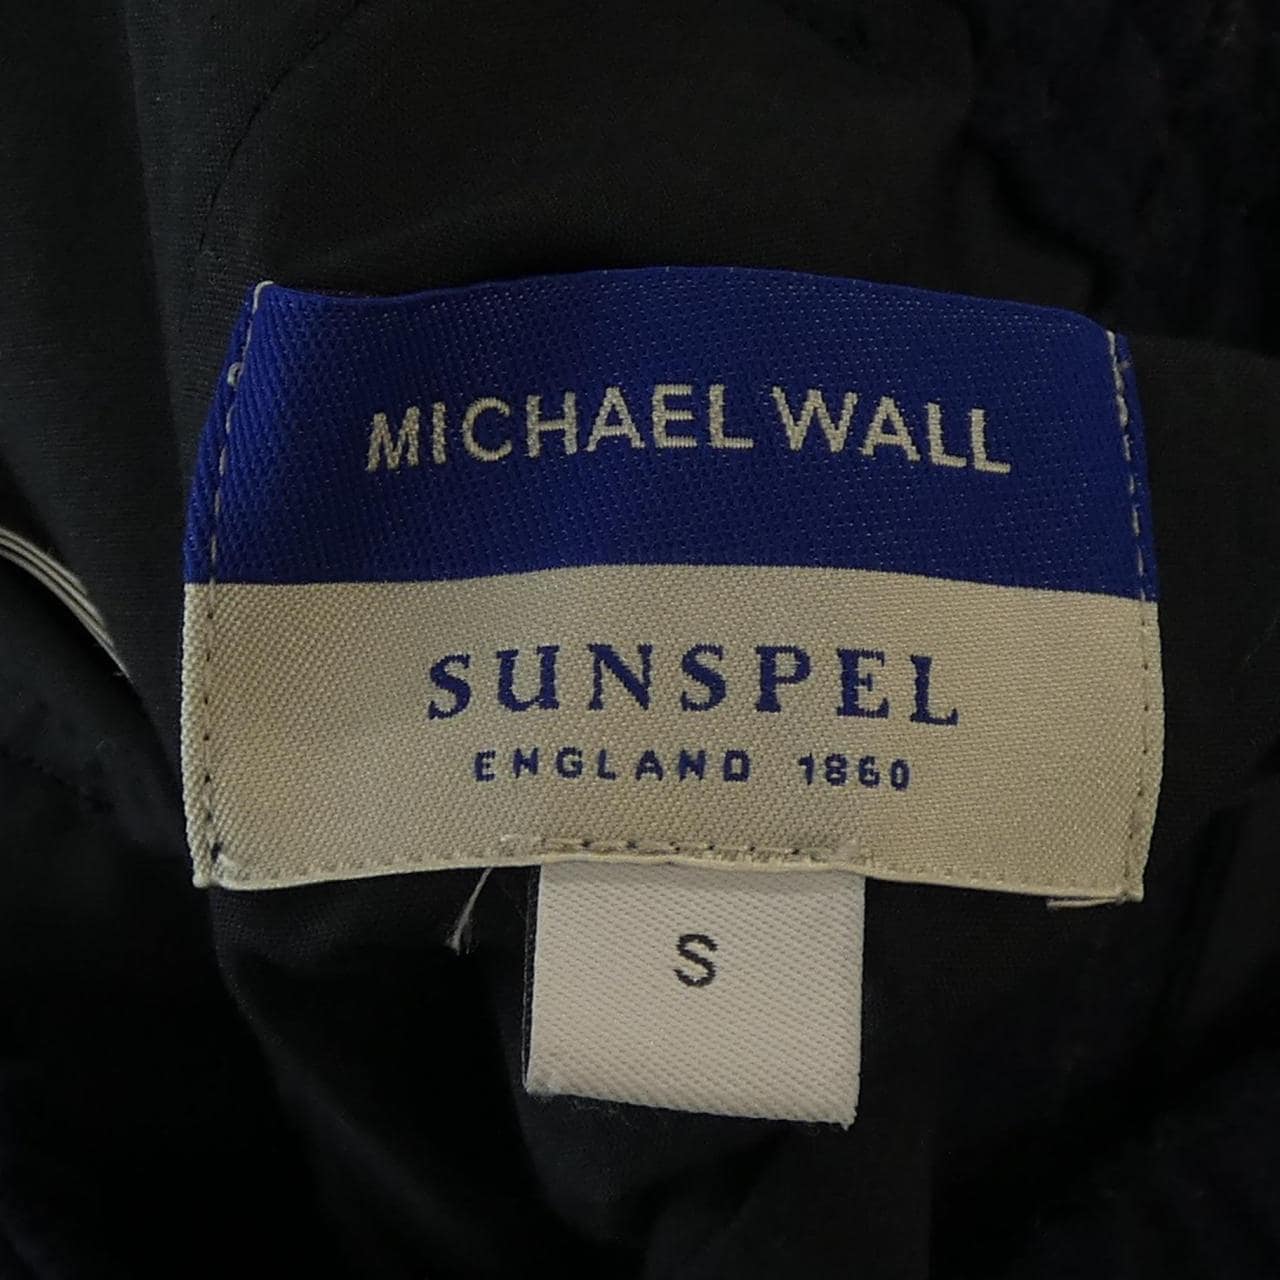 MICHAEL WALL
SUNSPEL
ENGLAND 1860
S